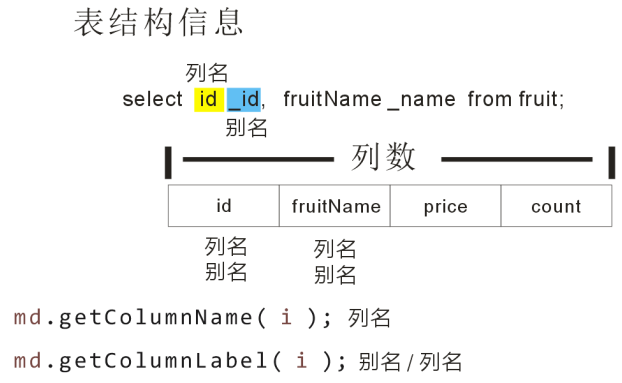 表结构信息
列名
select id _id, fruitName _name from fruit;
别名
列数
id fruitName price count
列名 列名
别名 别名
md.getColumnName( i ); 列名
md.getColumnLabel( i ); 别名/列名